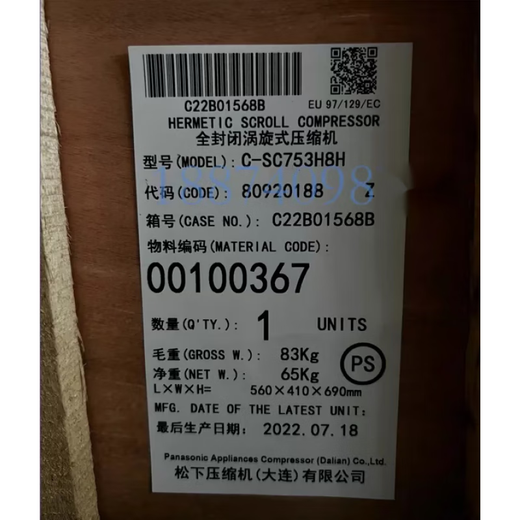 C22B01568B
EU 97/129/EC
HERMETIC SCROLL COMPRESSOR
全封闭涡旋式压缩机
型号(MODEL): C-SC753H8H
代码(CODE): 80920188 Z
箱号(CASE NO.): C22B01568B
物料编码(MATERIAL CODE):
00100367
数量(Q'TY.): 1 UNITS
毛重(GROSS W.): 83Kg
净重(NET W.): 65Kg
PS
L×W×H= 560×410×690mm
MFG. DATE OF THE LATEST UNIT:
最后生产日期: 2022.07.18
Panasonic Appliances Compressor (Dalian) Co.,Ltd.
松下压缩机(大连)有限公司